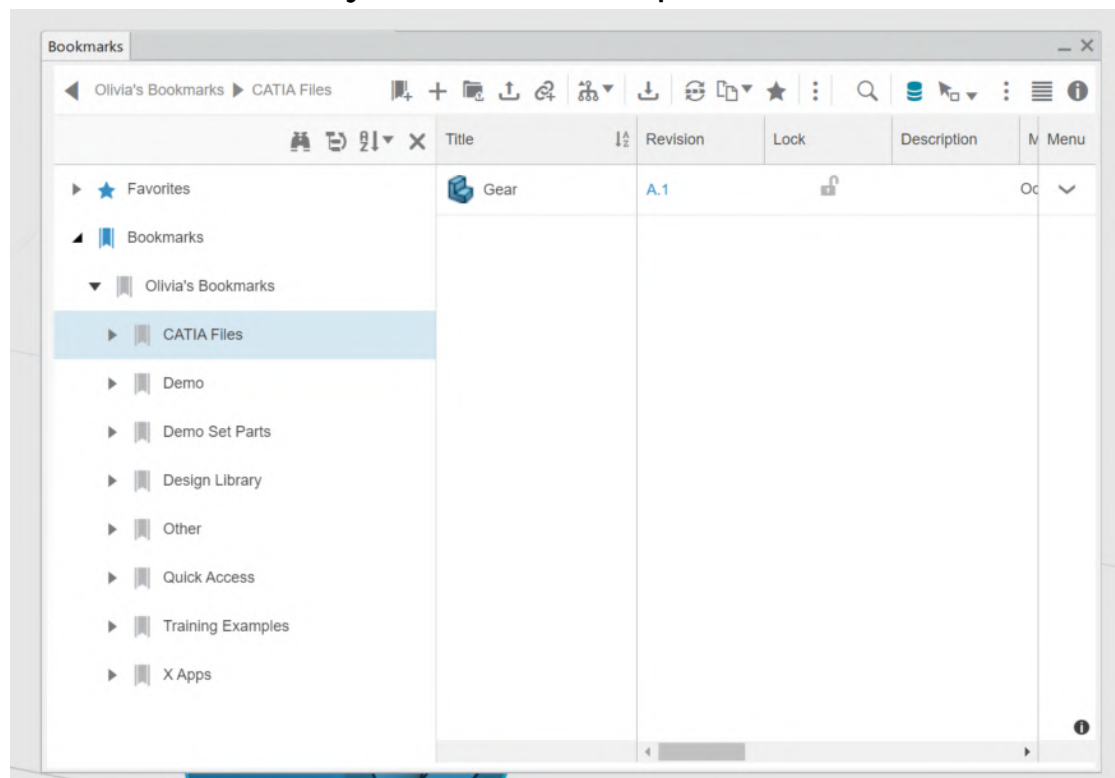 Bookmarks
Olivia's Bookmarks CATIA Files
Title Revision Lock Description M Menu
Favorites
Gear A.1 Oc
Bookmarks
Olivia's Bookmarks
CATIA Files
Demo
Demo Set Parts
Design Library
Other
Quick Access
Training Examples
X Apps